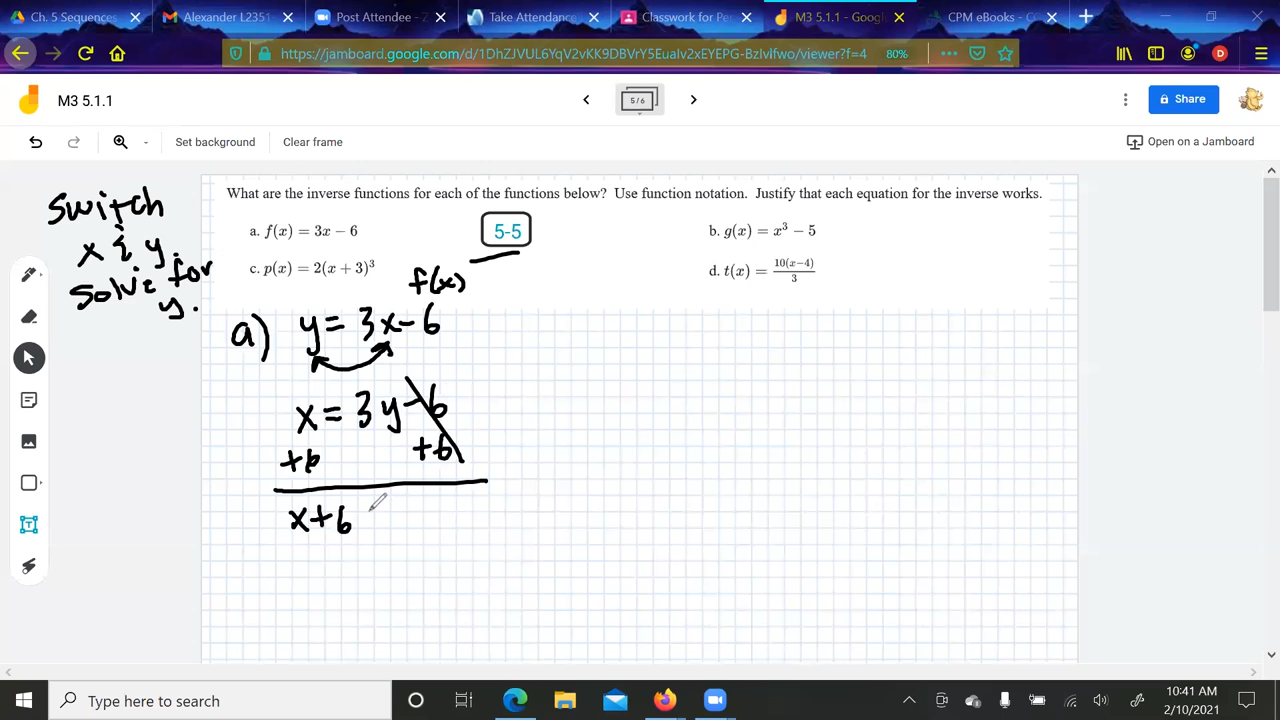 Ch. 5 Sequences
Alexander L2351
Post Attendee - Z
Take Attendance
Classwork for Per
M3 5.1.1 - Googl
CPM eBooks - CO
https://jamboard.google.com/d/1DhZJVUL6YqV2vKK9DBVrY5EuaIv2xEYEPG-BzIvlfwo/viewer?f=4
80%
M3 5.1.1
5/6
Share
Set background
Clear frame
Open on a Jamboard
What are the inverse functions for each of the functions below? Use function notation. Justify that each equation for the inverse works.
a. f(x) = 3x − 6
5-5
b. g(x) = x³ − 5
c. p(x) = 2(x + 3)³
d. t(x) = 10(x−4)/3
switch
x & y.
solve for
y.
f(x)
a) y = 3x − 6
x = 3y − 6
+6 +6
x + 6
Type here to search
10:41 AM
2/10/2021